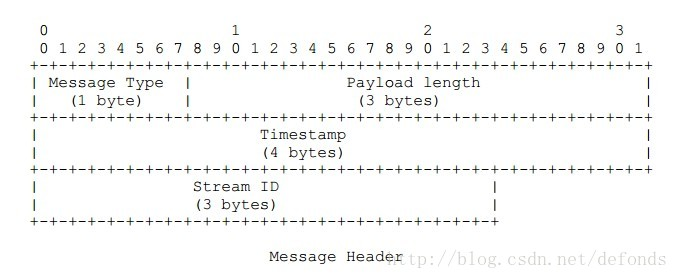 0                   1                   2                   3
0 1 2 3 4 5 6 7 8 9 0 1 2 3 4 5 6 7 8 9 0 1 2 3 4 5 6 7 8 9 0 1
+-+-+-+-+-+-+-+-+-+-+-+-+-+-+-+-+-+-+-+-+-+-+-+-+-+-+-+-+-+-+-+-+
| Message Type  |                Payload length                 |
|   (1 byte)    |                  (3 bytes)                    |
+-+-+-+-+-+-+-+-+-+-+-+-+-+-+-+-+-+-+-+-+-+-+-+-+-+-+-+-+-+-+-+-+
|                       Timestamp                               |
|                       (4 bytes)                               |
+-+-+-+-+-+-+-+-+-+-+-+-+-+-+-+-+-+-+-+-+-+-+-+-+-+-+-+-+-+-+-+-+
|                Stream ID                      |
|                (3 bytes)                      |
+-+-+-+-+-+-+-+-+-+-+-+-+-+-+-+-+-+-+-+-+-+-+-+-+
Message Header
http://blog.csdn.net/defonds